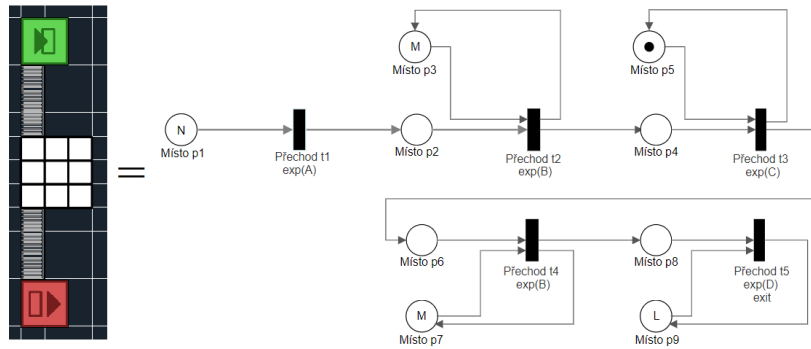 M
Místo p3
Místo p5
N
Místo p1
Přechod t1
exp(A)
Místo p2
Přechod t2
exp(B)
Místo p4
Přechod t3
exp(C)
=
Místo p6
Přechod t4
exp(B)
Místo p8
Přechod t5
exp(D)
exit
M
Místo p7
L
Místo p9